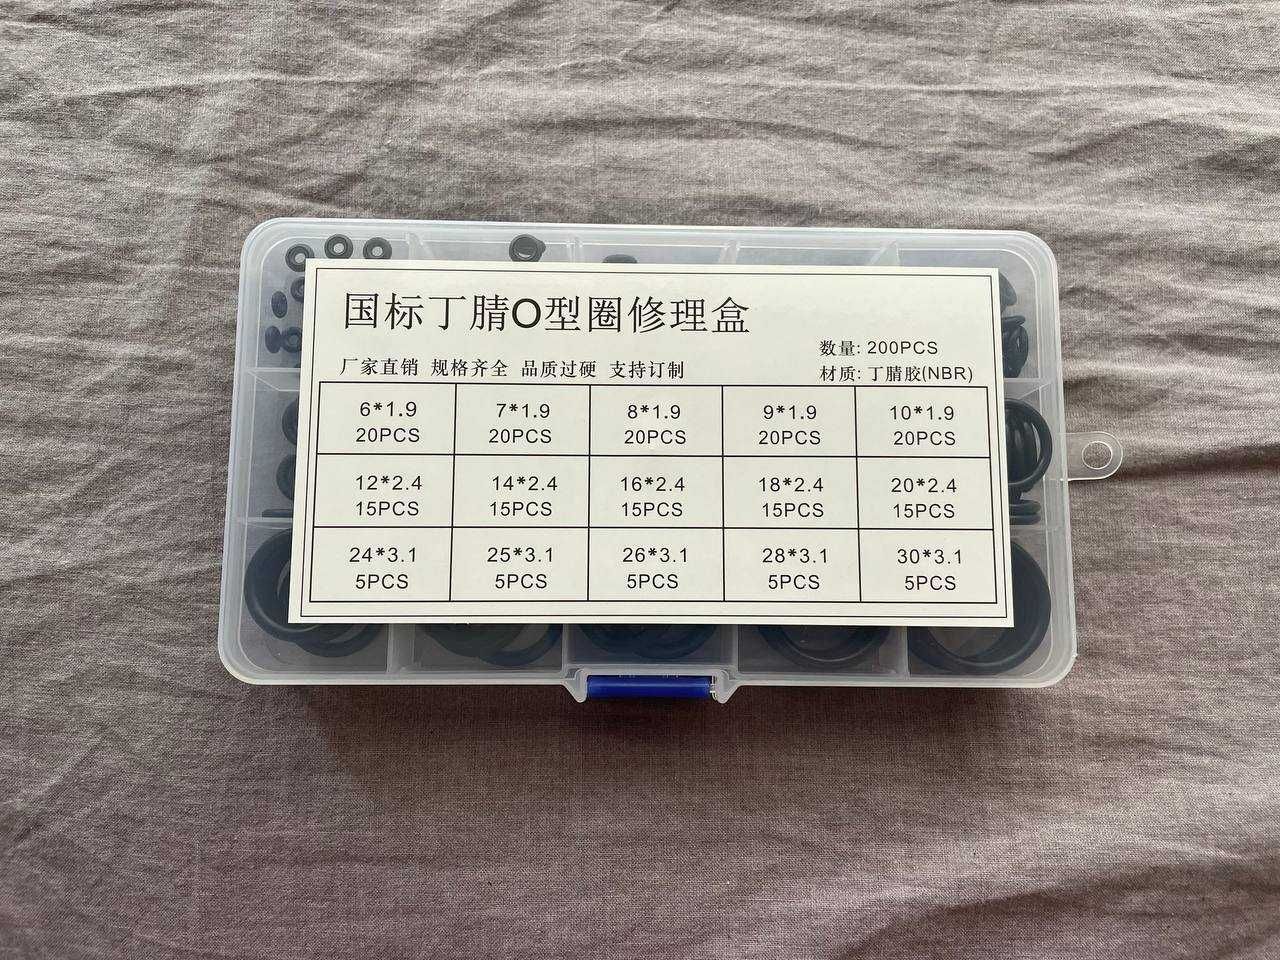 国标丁腈O型圈修理盒
数量: 200PCS
厂家直销 规格齐全 品质过硬 支持订制
材质: 丁腈胶(NBR)
6*1.9 7*1.9 8*1.9 9*1.9 10*1.9
20PCS 20PCS 20PCS 20PCS 20PCS
12*2.4 14*2.4 16*2.4 18*2.4 20*2.4
15PCS 15PCS 15PCS 15PCS 15PCS
24*3.1 25*3.1 26*3.1 28*3.1 30*3.1
5PCS 5PCS 5PCS 5PCS 5PCS